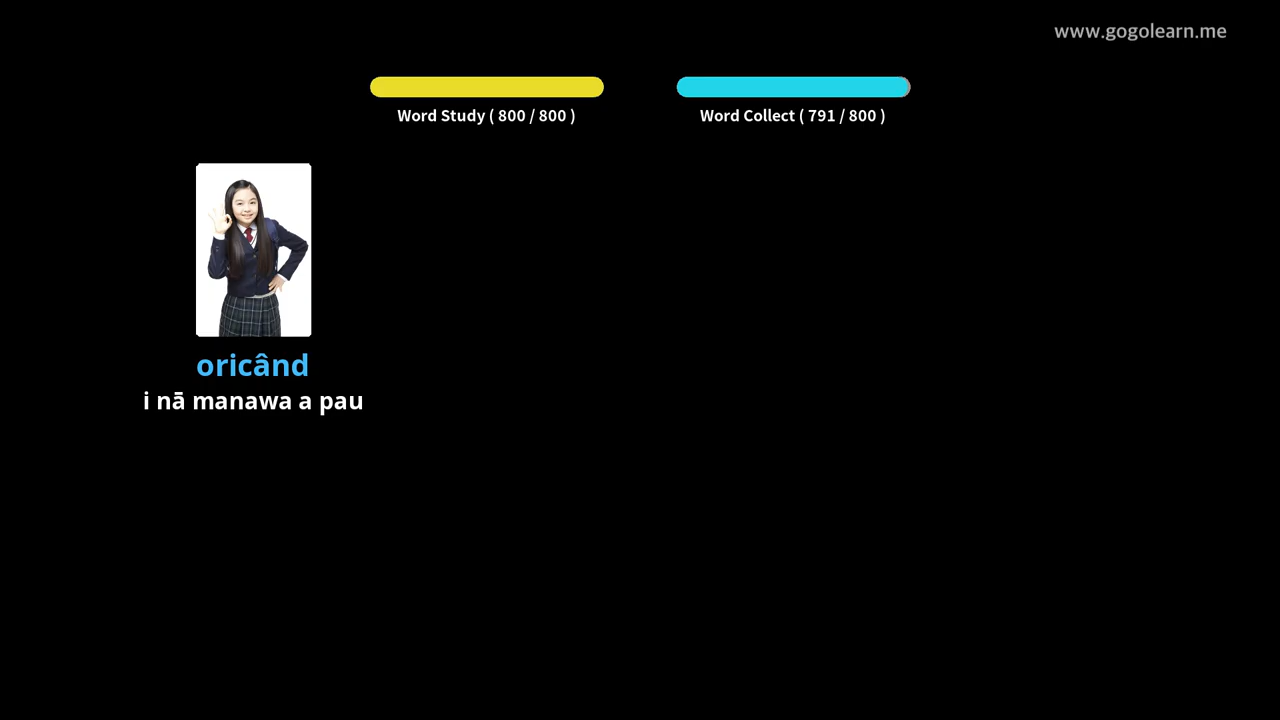 www.gogolearn.me
Word Study ( 800 / 800 )
Word Collect ( 791 / 800 )
oricând
i nā manawa a pau